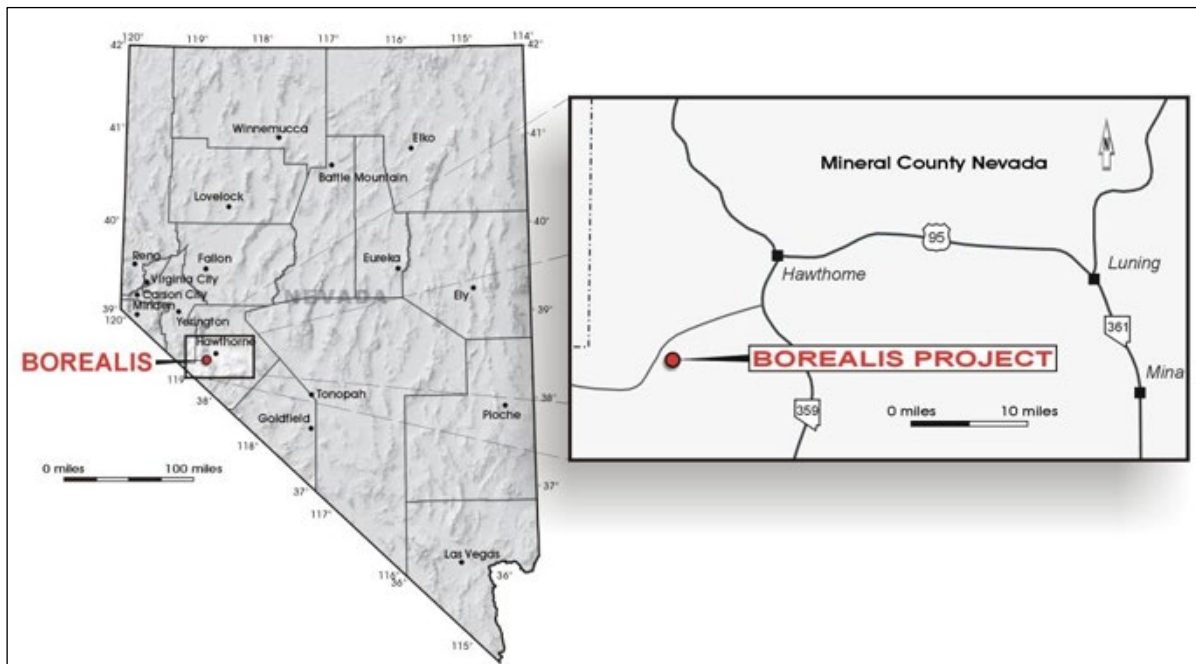 120°
119°
118°
117°
116°
115°
114°
42°
42°
41°
41°
Winnemucca
Elko
Battle Mountain
Lovelock
40°
40°
Reno
Fallon
Eureka
Virginia City
Carson City
Minden
NEVADA
Ely
39°
39°
120°
Yerington
Hawthorne
BOREALIS
119
38°
Tonopah
38°
Goldfield
Pioche
118
0 miles
100 miles
37°
37°
117
Las Vegas
116°
36°
36°
115°
Mineral County Nevada
N
95
Hawthorne
Luning
361
BOREALIS PROJECT
Mina
359
0 miles
10 miles